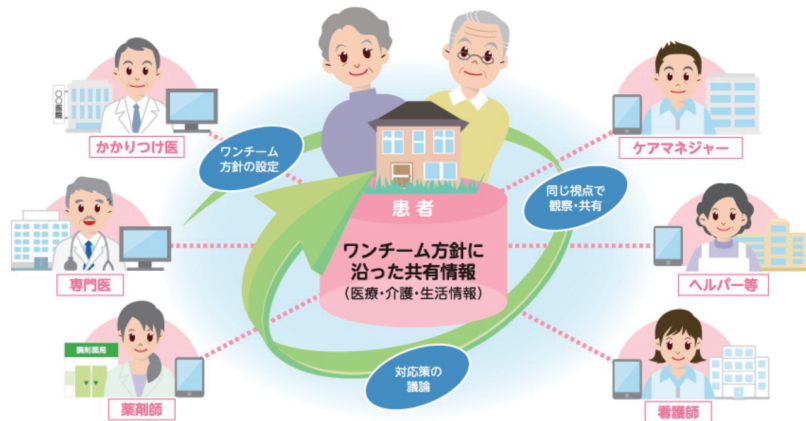 〇〇医院
かかりつけ医
ワンチーム
方針の設定
ケアマネジャー
同じ視点で
観察・共有
患者
ワンチーム方針に
沿った共有情報
(医療・介護・生活情報)
専門医
ヘルパー等
調剤薬局
薬剤師
対応策の
議論
看護師